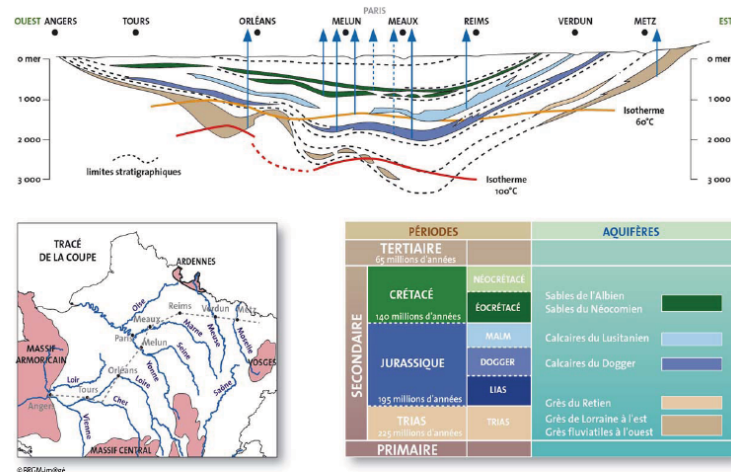 PARIS
OUEST ANGERS TOURS ORLÉANS MELUN MEAUX REIMS VERDUN METZ EST
0 mer 0 mer
1 000 1 000
2 000 2 000
3 000 3 000
Isotherme
60°C
Isotherme
100°C
limites stratigraphiques
TRACÉ
DE LA COUPE
ARDENNES
Oise
Reims
Verdun
Metz
Meaux
Marne
Meuse
Moselle
Paris
Melun
Seine
MASSIF
ARMORICAIN
VOSGES
Orléans
Yonne
Loir
Loire
Saône
Tours
Cher
Angers
Vienne
MASSIF CENTRAL
©BRGM-im@gé
PÉRIODES AQUIFÈRES
TERTIAIRE
65 millions d'années
SECONDAIRE
CRÉTACÉ
140 millions d'années
NÉOCRÉTACÉ
ÉOCRÉTACÉ
Sables de l'Albien
Sables du Néocomien
JURASSIQUE
195 millions d'années
MALM
Calcaires du Lusitanien
DOGGER
Calcaires du Dogger
LIAS
TRIAS
225 millions d'années
TRIAS
Grès du Retien
Grès de Lorraine à l'est
Grès fluviatiles à l'ouest
PRIMAIRE